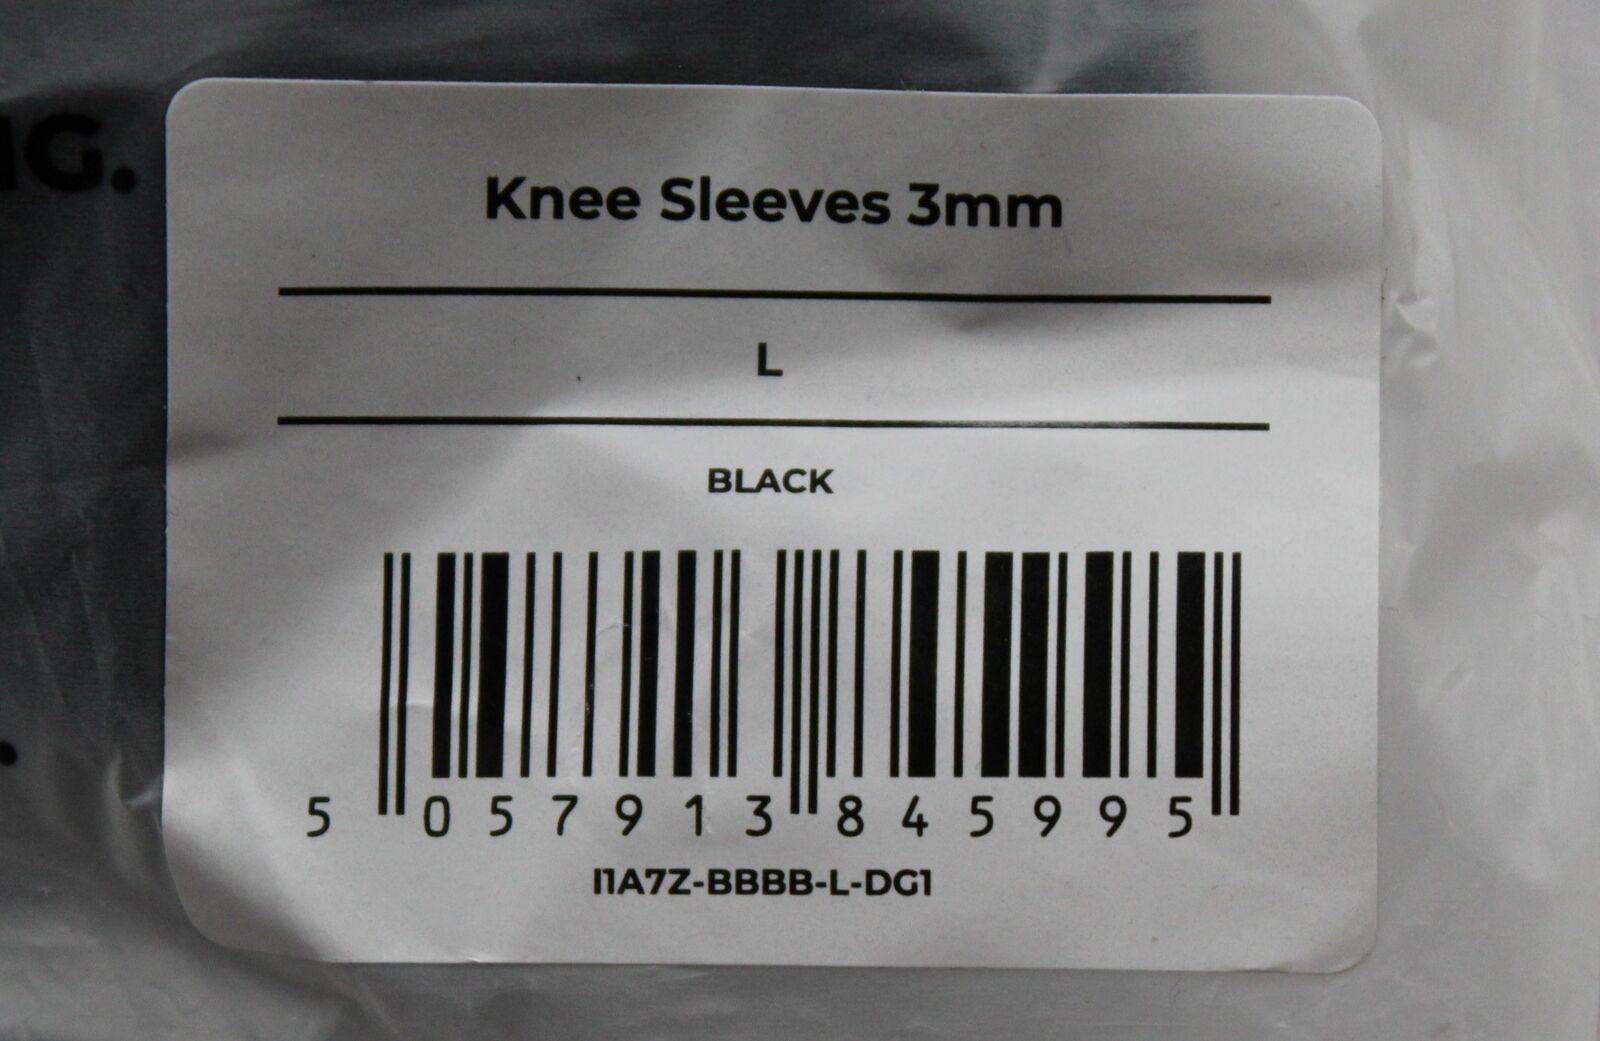 Knee Sleeves 3mm
L
BLACK
5 057913 845995
I1A7Z-BBBB-L-DG1